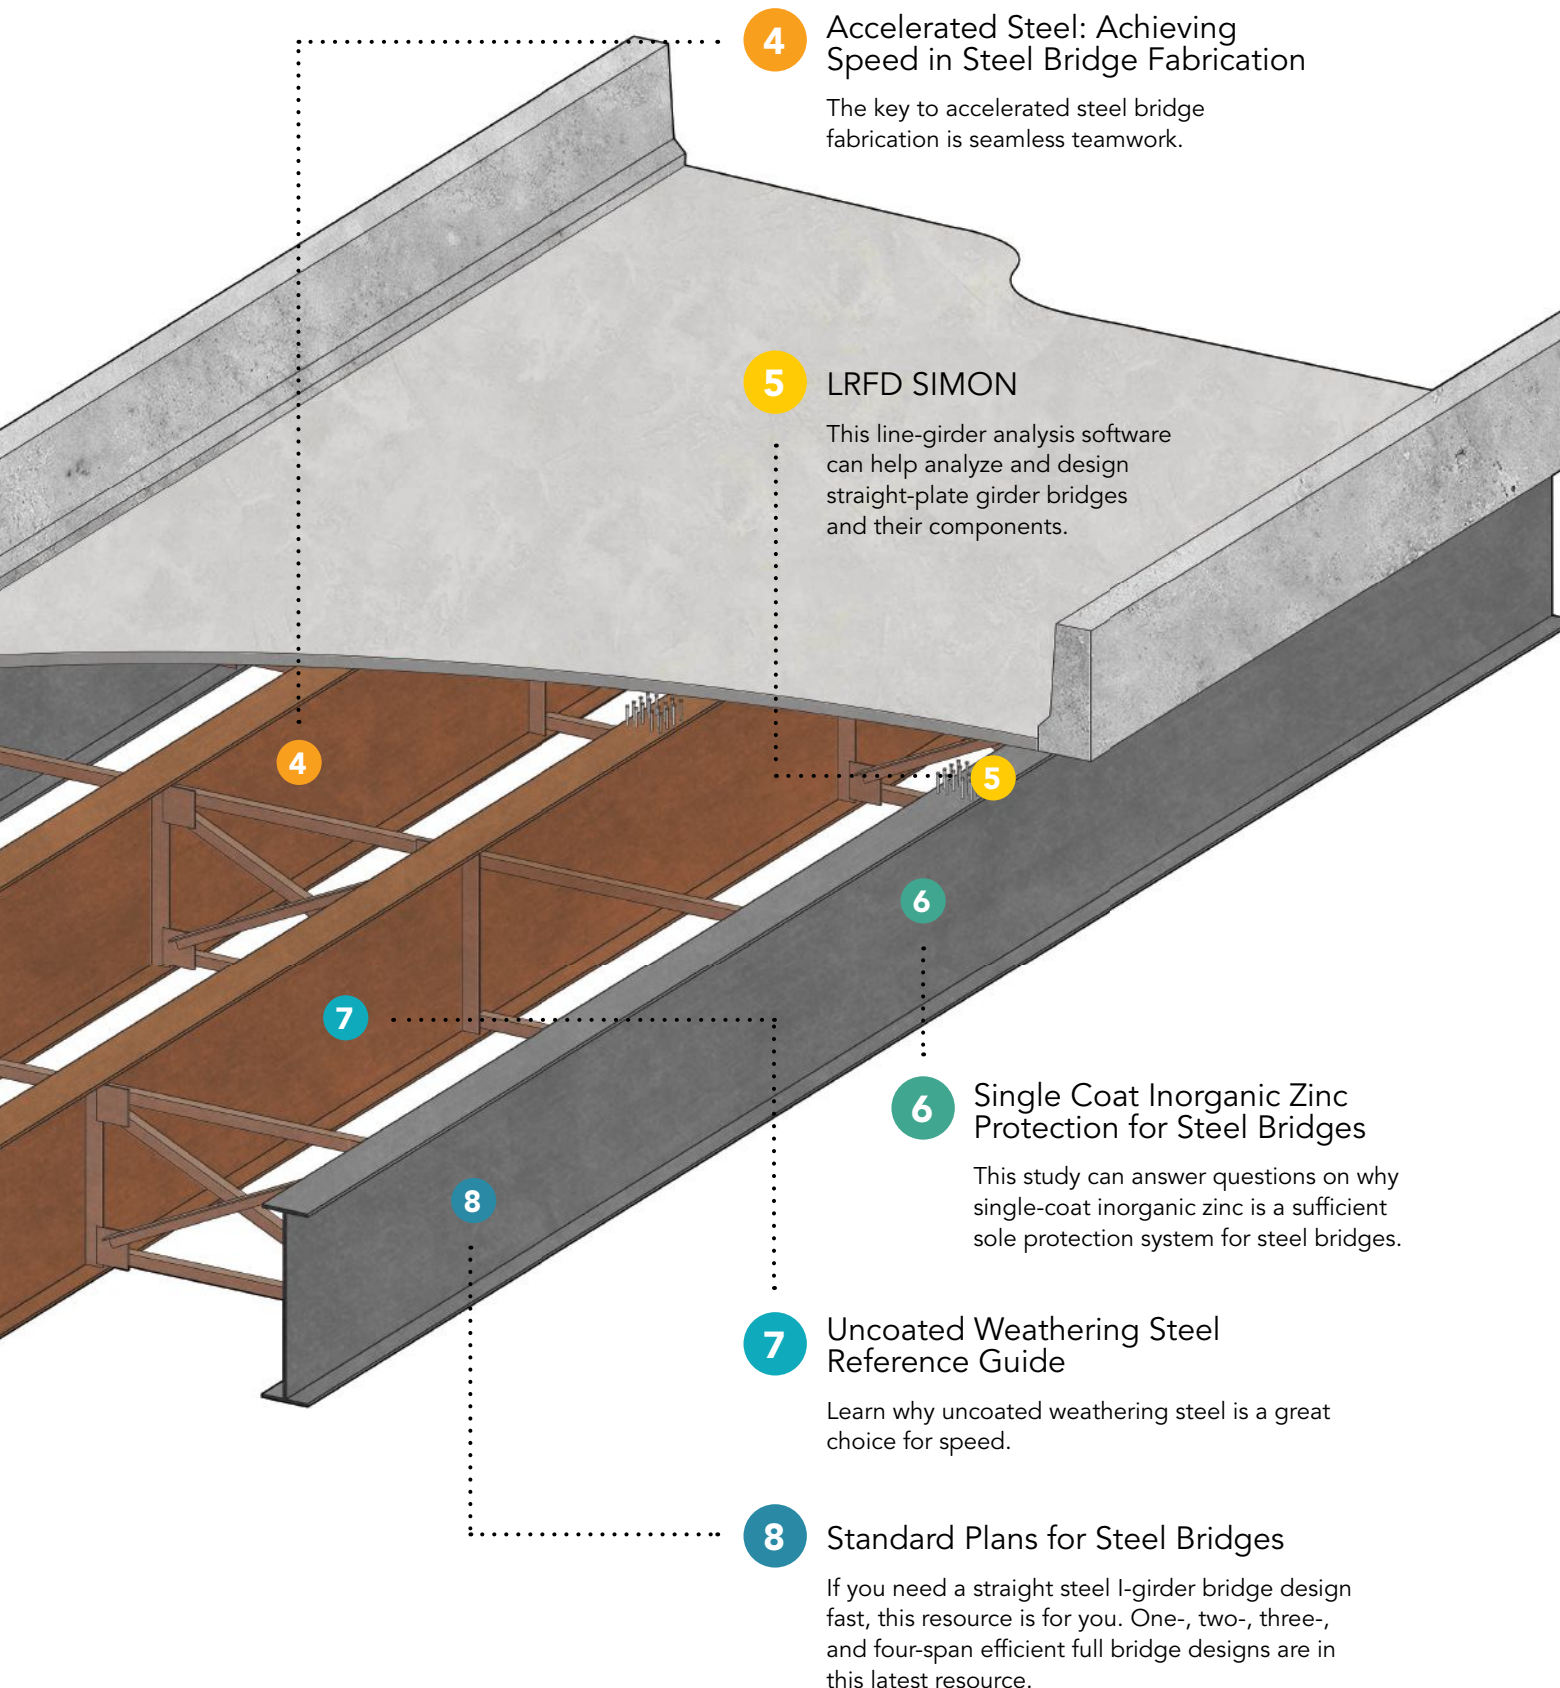 4
Accelerated Steel: Achieving
Speed in Steel Bridge Fabrication
The key to accelerated steel bridge
fabrication is seamless teamwork.
5
LRFD SIMON
This line-girder analysis software
can help analyze and design
straight-plate girder bridges
and their components.
4
5
6
7
8
6
Single Coat Inorganic Zinc
Protection for Steel Bridges
This study can answer questions on why
single-coat inorganic zinc is a sufficient
sole protection system for steel bridges.
7
Uncoated Weathering Steel
Reference Guide
Learn why uncoated weathering steel is a great
choice for speed.
8
Standard Plans for Steel Bridges
If you need a straight steel I-girder bridge design
fast, this resource is for you. One-, two-, three-,
and four-span efficient full bridge designs are in
this latest resource.